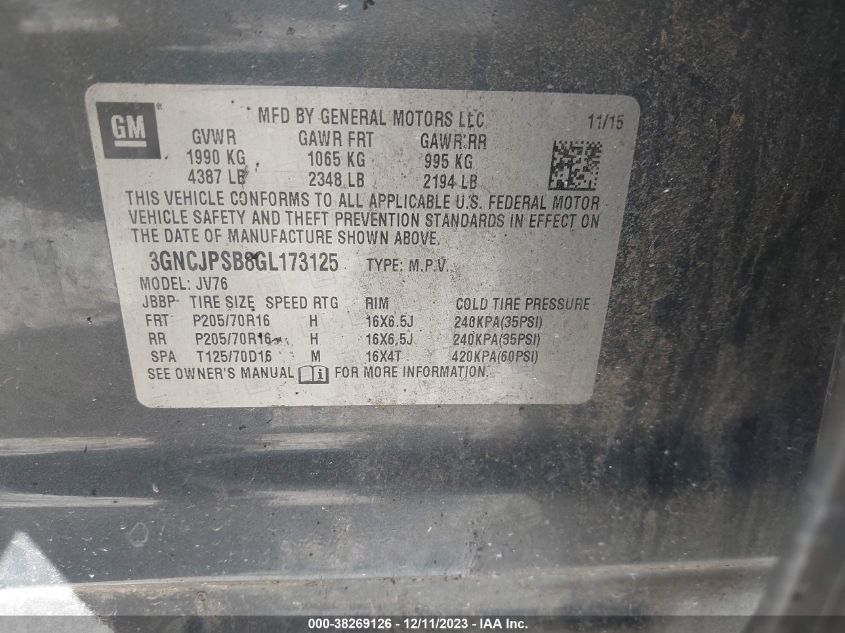 GM
MFD BY GENERAL MOTORS LLC 11/15
GVWR GAWR FRT GAWR RR
1990 KG 1065 KG 995 KG
4387 LB 2348 LB 2194 LB
THIS VEHICLE CONFORMS TO ALL APPLICABLE U.S. FEDERAL MOTOR
VEHICLE SAFETY AND THEFT PREVENTION STANDARDS IN EFFECT ON
THE DATE OF MANUFACTURE SHOWN ABOVE.
3GNCJPSB8GL173125 TYPE: M.P.V.
MODEL: JV76
JBBP TIRE SIZE SPEED RTG RIM COLD TIRE PRESSURE
FRT P205/70R16 H 16X6.5J 240KPA(35PSI)
RR P205/70R16 H 16X6.5J 240KPA(35PSI)
SPA T125/70D16 M 16X4T 420KPA(60PSI)
SEE OWNER'S MANUAL FOR MORE INFORMATION.
000-38269126 - 12/11/2023 - IAA Inc.